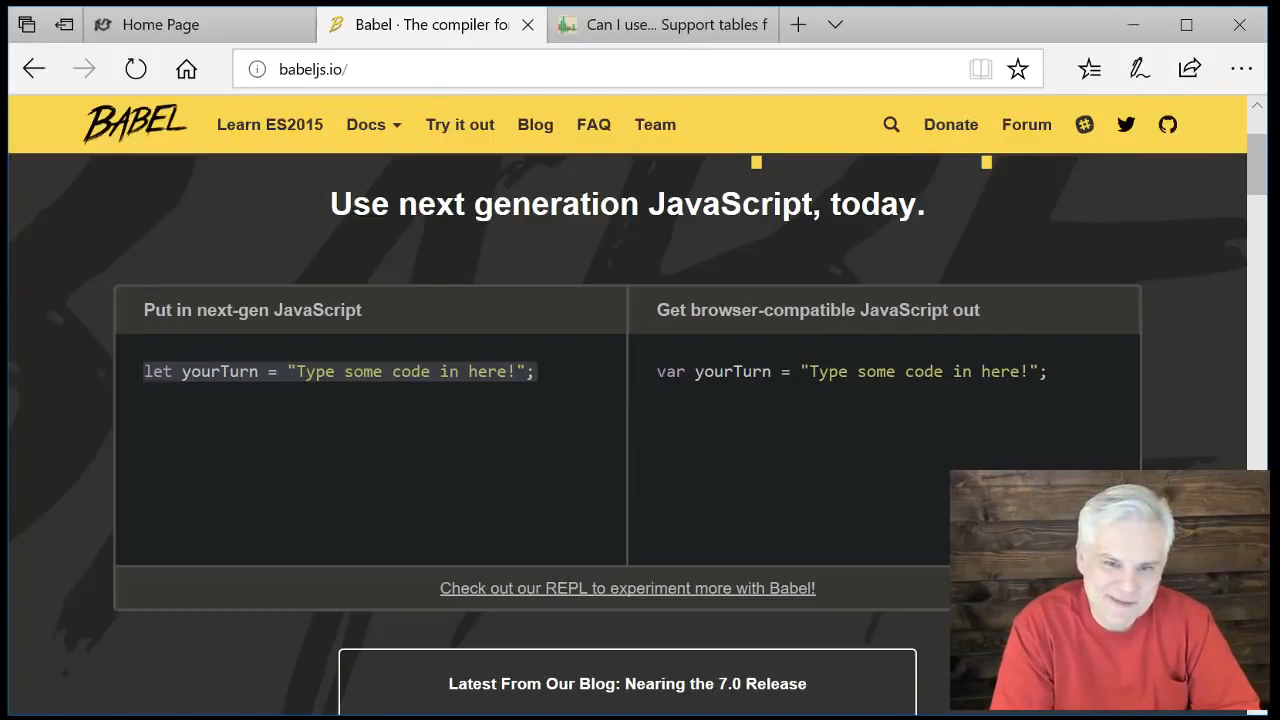 Home Page
Babel · The compiler fo
Can I use... Support tables f
babeljs.io/
BABEL
Learn ES2015
Docs
Try it out
Blog
FAQ
Team
Donate
Forum
Use next generation JavaScript, today.
Put in next-gen JavaScript
Get browser-compatible JavaScript out
let yourTurn = "Type some code in here!";
var yourTurn = "Type some code in here!";
Check out our REPL to experiment more with Babel!
Latest From Our Blog: Nearing the 7.0 Release